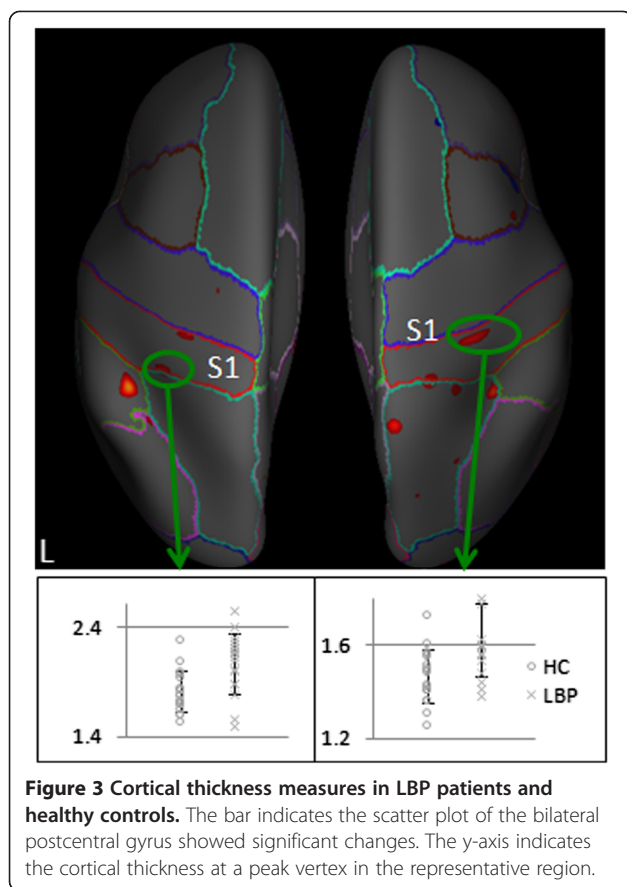 S1
S1
L
2.4
1.4
1.6
1.2
HC
LBP
Figure 3 Cortical thickness measures in LBP patients and
healthy controls. The bar indicates the scatter plot of the bilateral
postcentral gyrus showed significant changes. The y-axis indicates
the cortical thickness at a peak vertex in the representative region.